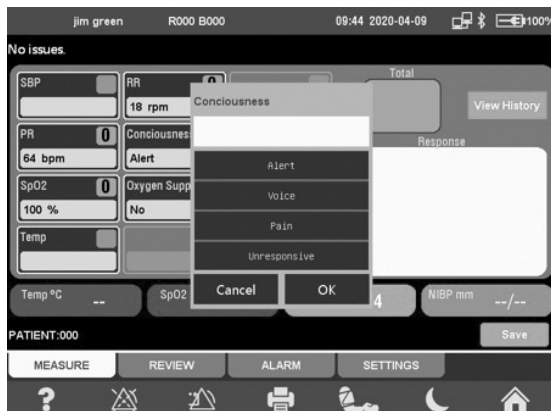 jim green R000 B000 09:44 2020-04-09 100%
No issues.
SBP RR 0 Total
18 rpm Conciousness View History
PR 0 Conciousnes Response
64 bpm Alert Alert
SpO2 0 Oxygen Supp Voice
100 % No Pain
Temp Unresponsive
Temp °C -- SpO2 Cancel OK 4 NIBP mm --/--
PATIENT:000 Save
MEASURE REVIEW ALARM SETTINGS
?